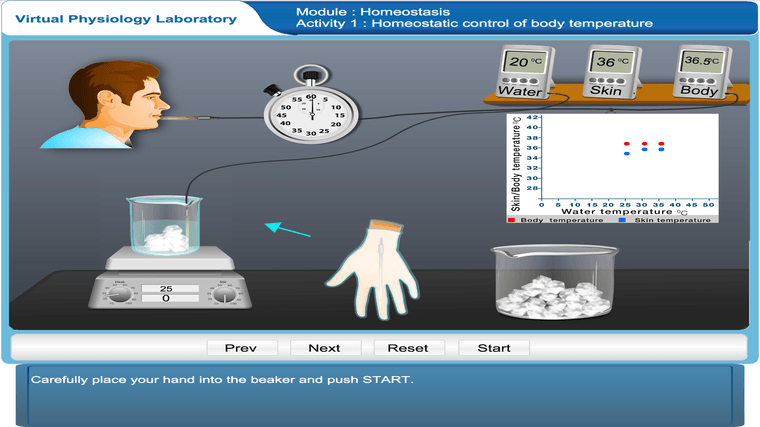 Virtual Physiology Laboratory
Module : Homeostasis
Activity 1 : Homeostatic control of body temperature
20 °C
36 °C
36.5°C
Water
Skin
Body
60
55 5
50 10
45 15
40 20
35 30 25
Skin/Body temperature °C
42
40
36
34
32
30
28
0 5 10 15 20 25 30 35 40 45 50
Water temperature °C
Body temperature Skin temperature
25
0
Prev Next Reset Start
Carefully place your hand into the beaker and push START.